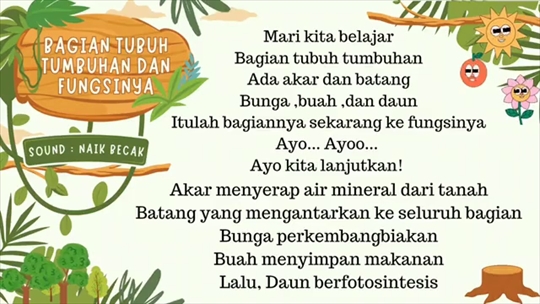 BAGIAN TUBUH
TUMBUHAN DAN
FUNGSINYA
SOUND : NAIK BECAK
Mari kita belajar
Bagian tubuh tumbuhan
Ada akar dan batang
Bunga ,buah ,dan daun
Itulah bagiannya sekarang ke fungsinya
Ayo... Ayoo...
Ayo kita lanjutkan!
Akar menyerap air mineral dari tanah
Batang yang mengantarkan ke seluruh bagian
Bunga perkembangbiakan
Buah menyimpan makanan
Lalu, Daun berfotosintesis